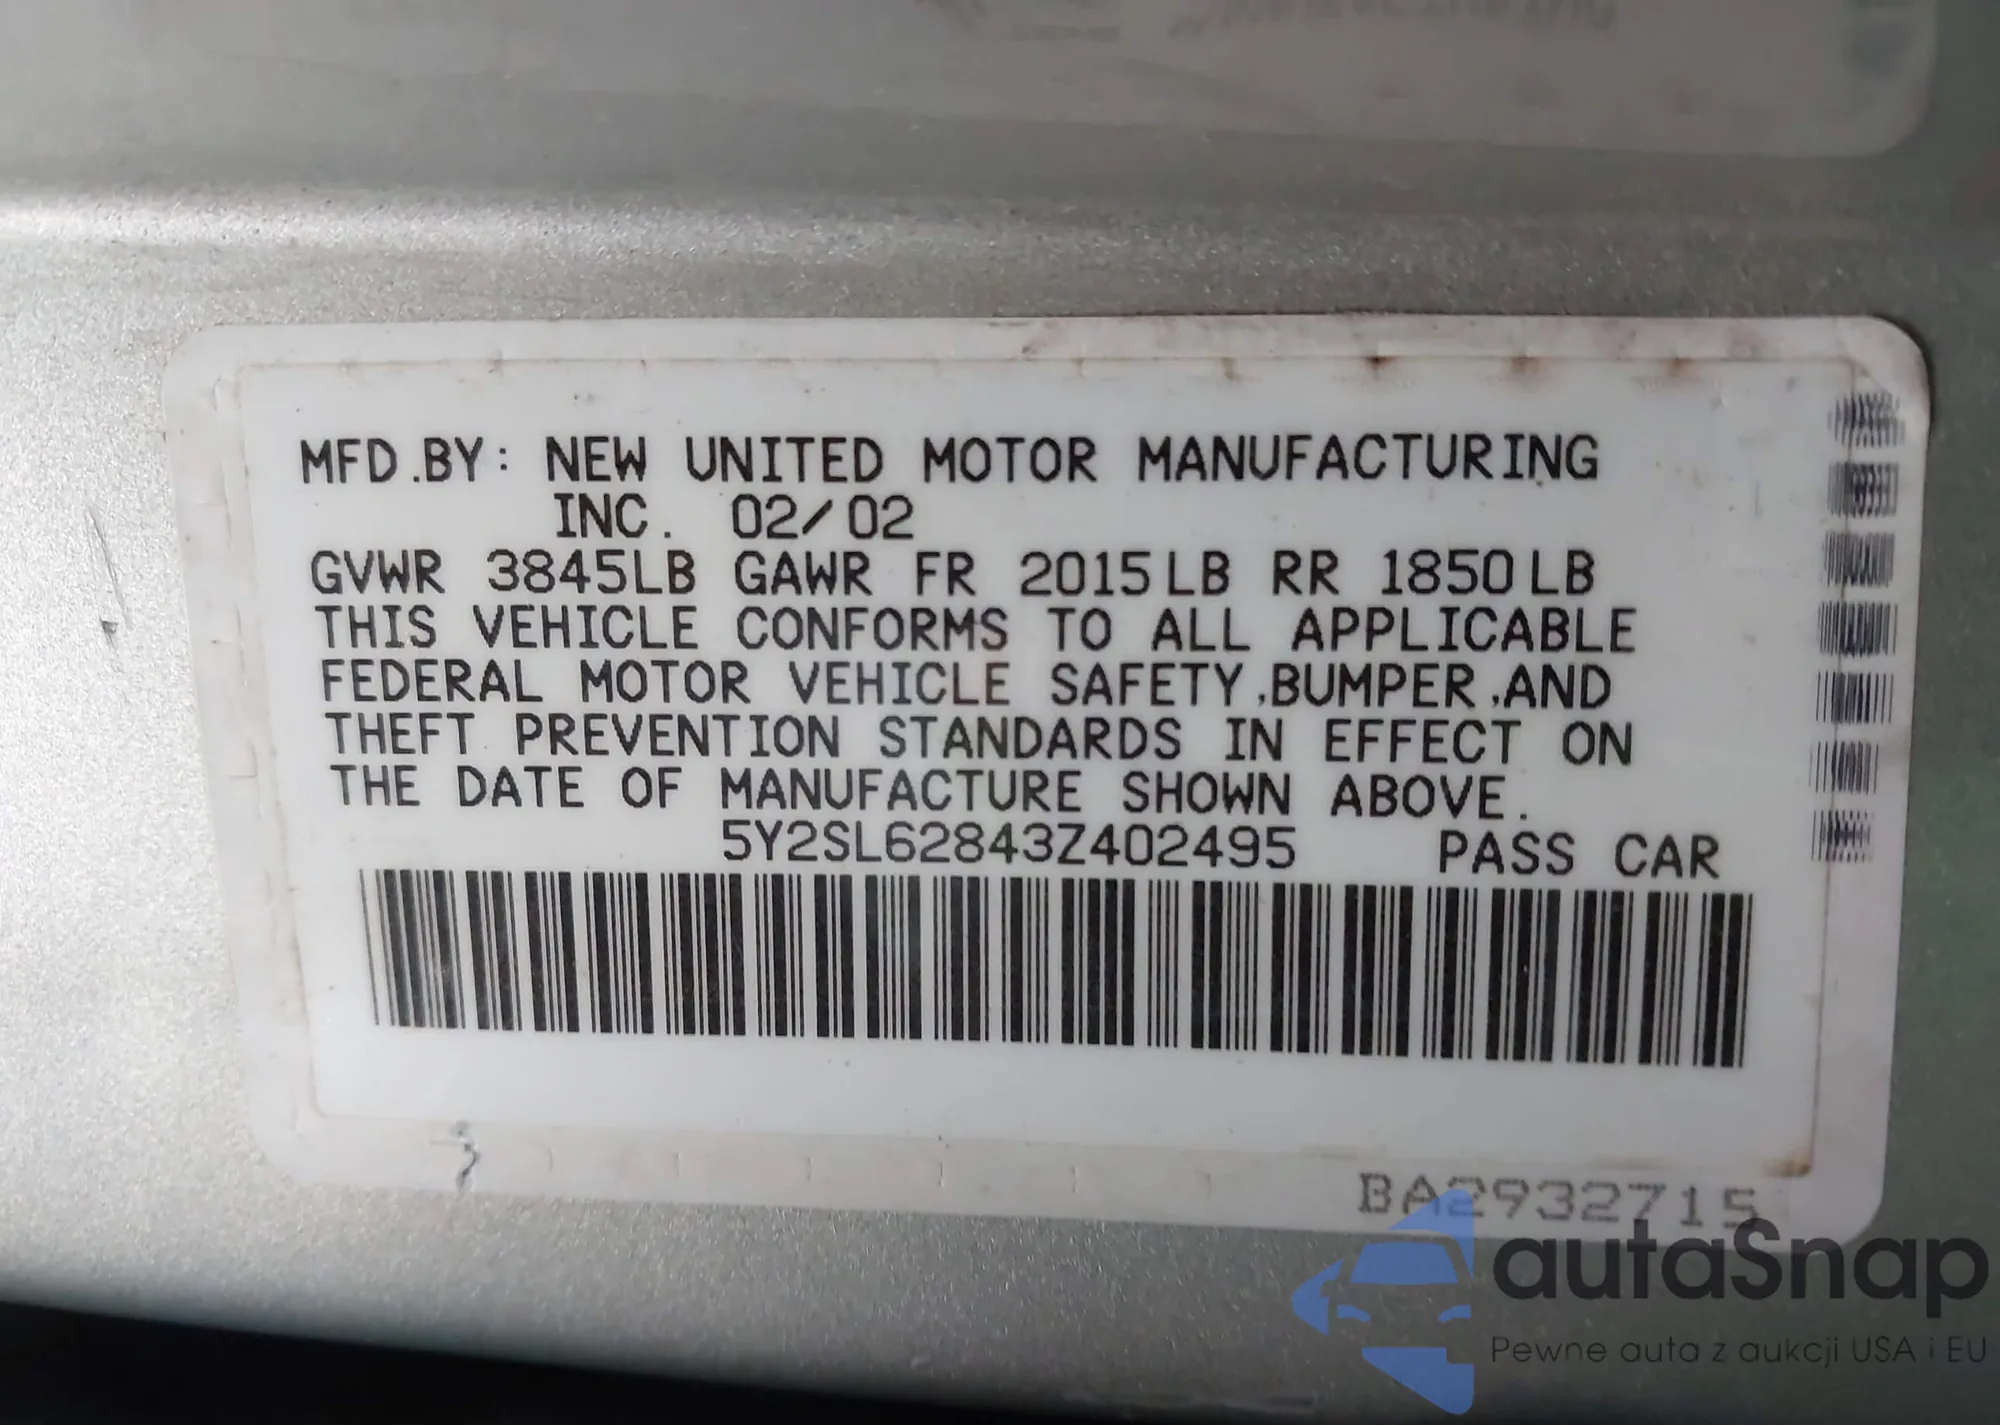 MFD.BY: NEW UNITED MOTOR MANUFACTURING
INC. 02/02
GVWR 3845LB GAWR FR 2015LB RR 1850LB
THIS VEHICLE CONFORMS TO ALL APPLICABLE
FEDERAL MOTOR VEHICLE SAFETY,BUMPER,AND
THEFT PREVENTION STANDARDS IN EFFECT ON
THE DATE OF MANUFACTURE SHOWN ABOVE.
5Y2SL62843Z402495 PASS CAR
BA2932715
autaSnap
Pewne auta z aukcji USA i EU